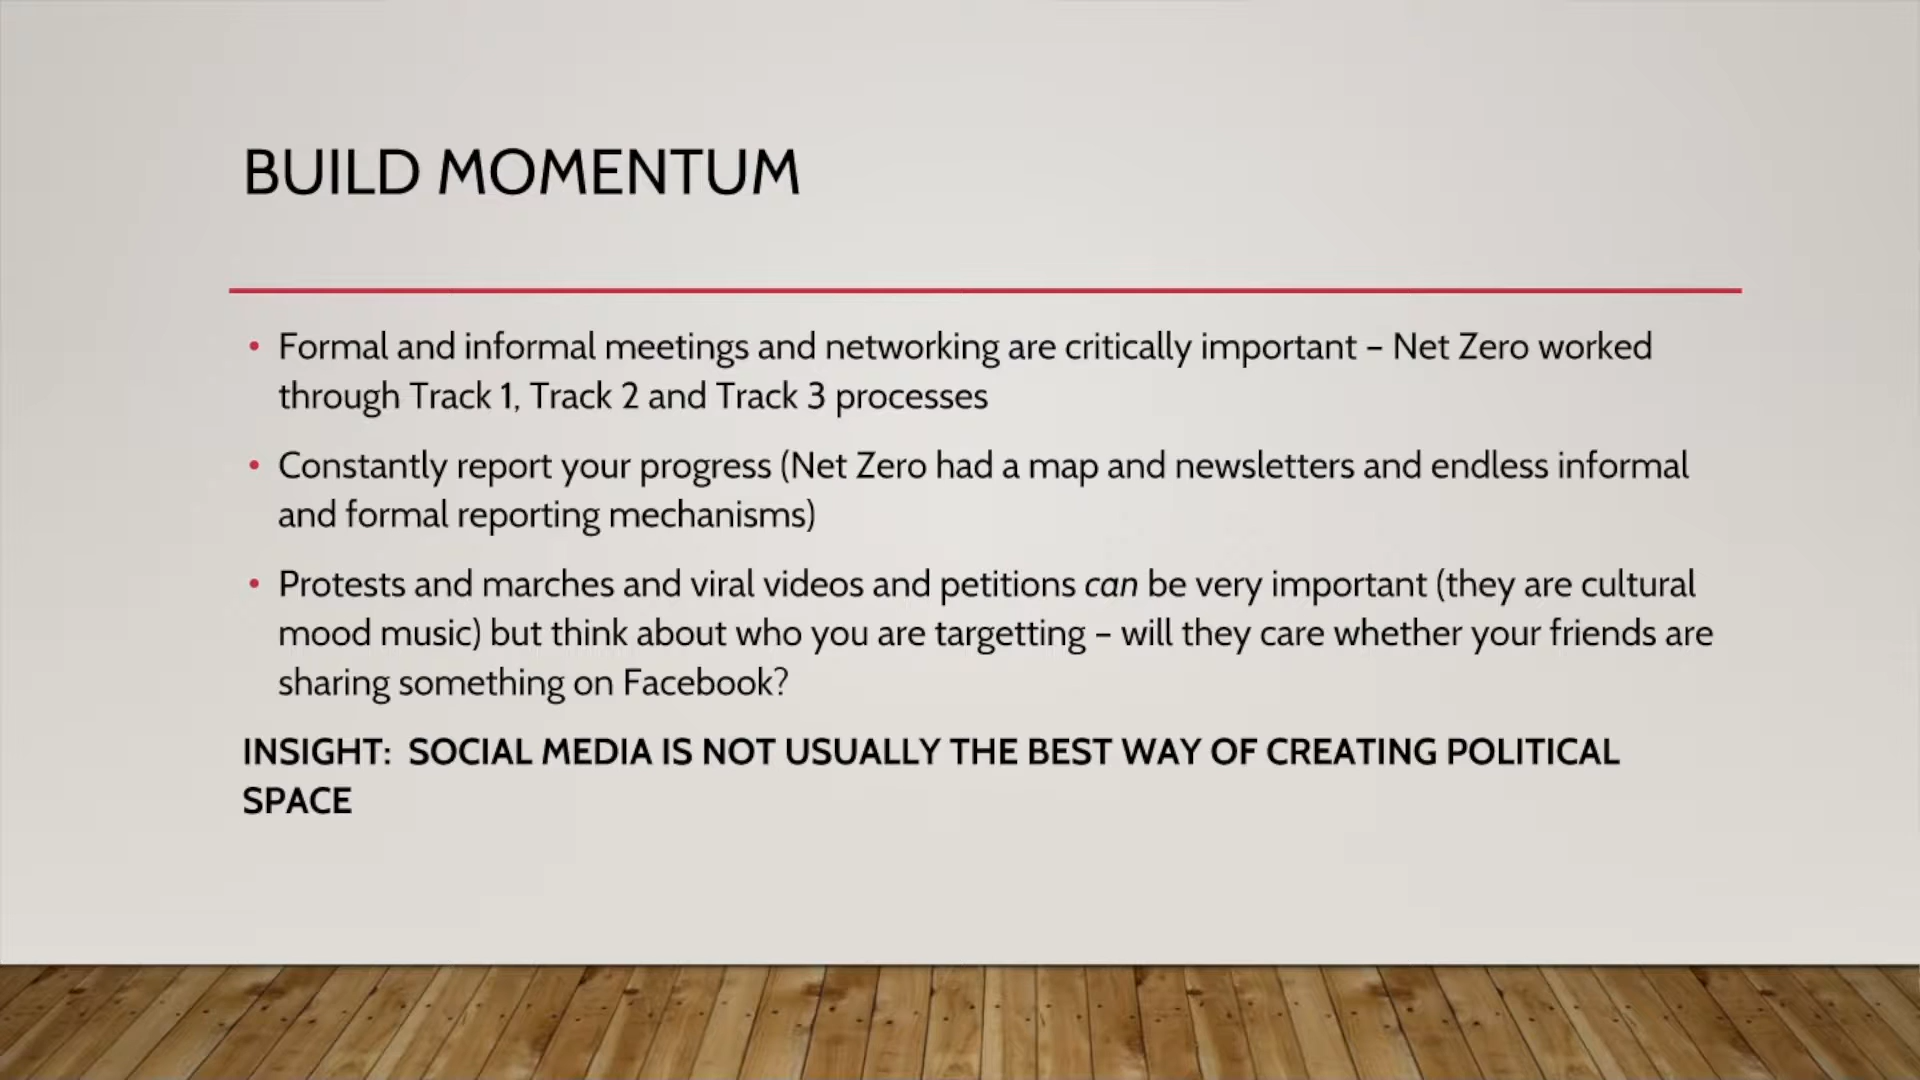 BUILD MOMENTUM
• Formal and informal meetings and networking are critically important – Net Zero worked
through Track 1, Track 2 and Track 3 processes
• Constantly report your progress (Net Zero had a map and newsletters and endless informal
and formal reporting mechanisms)
• Protests and marches and viral videos and petitions can be very important (they are cultural
mood music) but think about who you are targetting – will they care whether your friends are
sharing something on Facebook?
INSIGHT:  SOCIAL MEDIA IS NOT USUALLY THE BEST WAY OF CREATING POLITICAL
SPACE